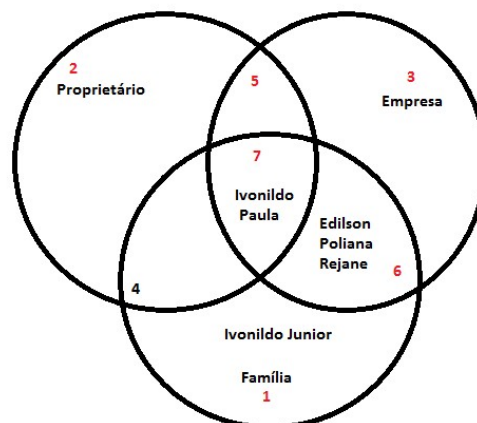 2
Proprietário
5
3
Empresa
7
Ivonildo
Paula
Edilson
Poliana
Rejane
6
4
Ivonildo Junior
Família
1